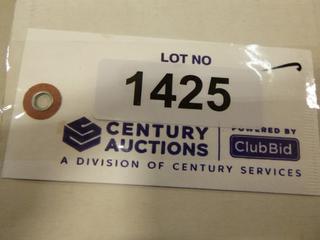 LOT NO
1425
CENTURY
AUCTIONS
POWERED BY
ClubBid
A DIVISION OF CENTURY SERVICES